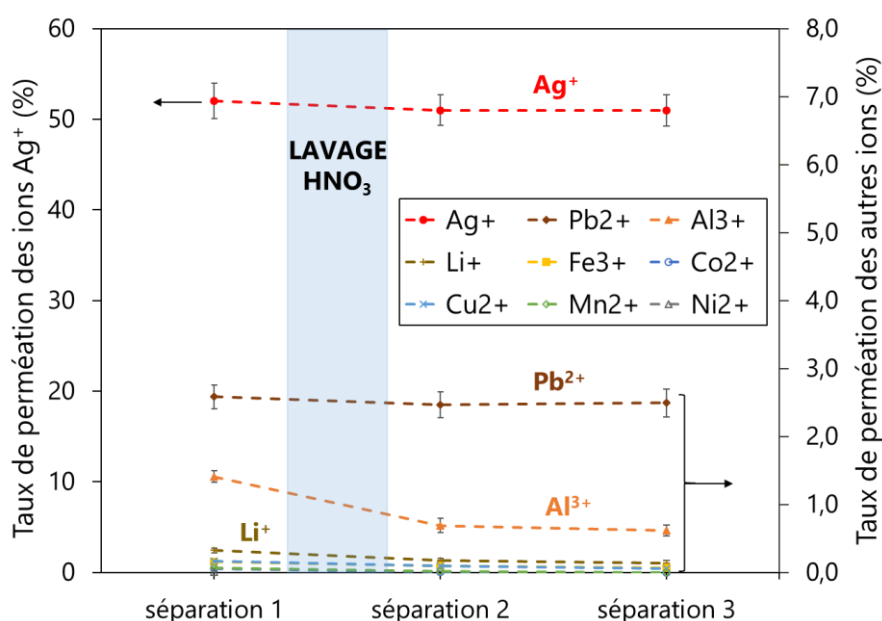 Taux de perméation des ions Ag⁺ (%)
60
50
40
30
20
10
0
8,0
7,0
6,0
5,0
4,0
3,0
2,0
1,0
0,0
Taux de perméation des autres ions (%)
Ag⁺
LAVAGE
HNO₃
Ag+ Pb2+ Al3+
Li+ Fe3+ Co2+
Cu2+ Mn2+ Ni2+
Pb²⁺
Al³⁺
Li⁺
séparation 1 séparation 2 séparation 3